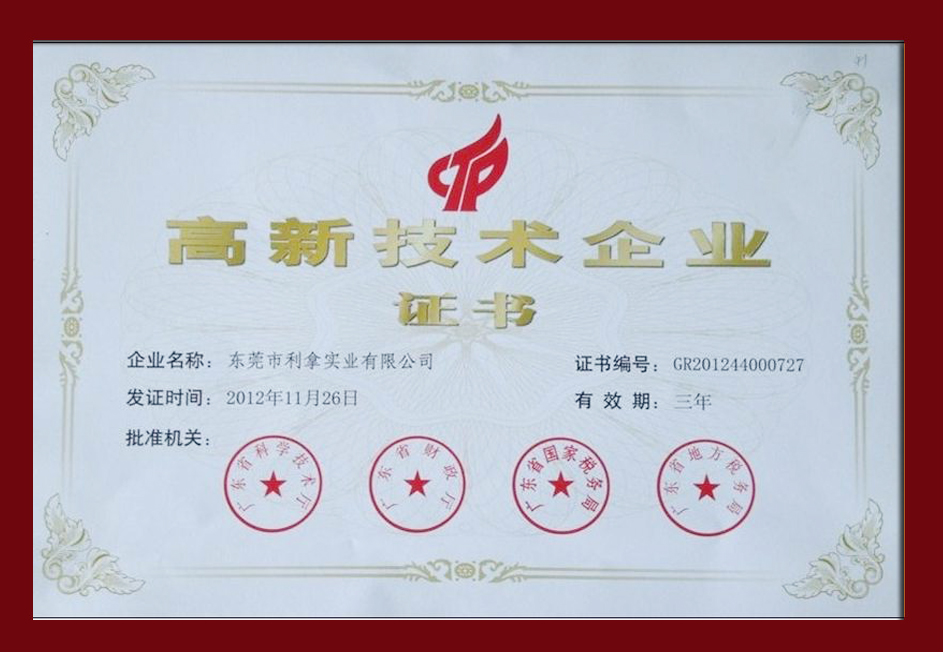 CTP
高新技术企业
证书
企业名称：东莞市利拿实业有限公司
证书编号：GR201244000727
发证时间：2012年11月26日
有效期：三年
批准机关：
广东省科学技术厅
广东省财政厅
广东省国家税务局
广东省地方税务局